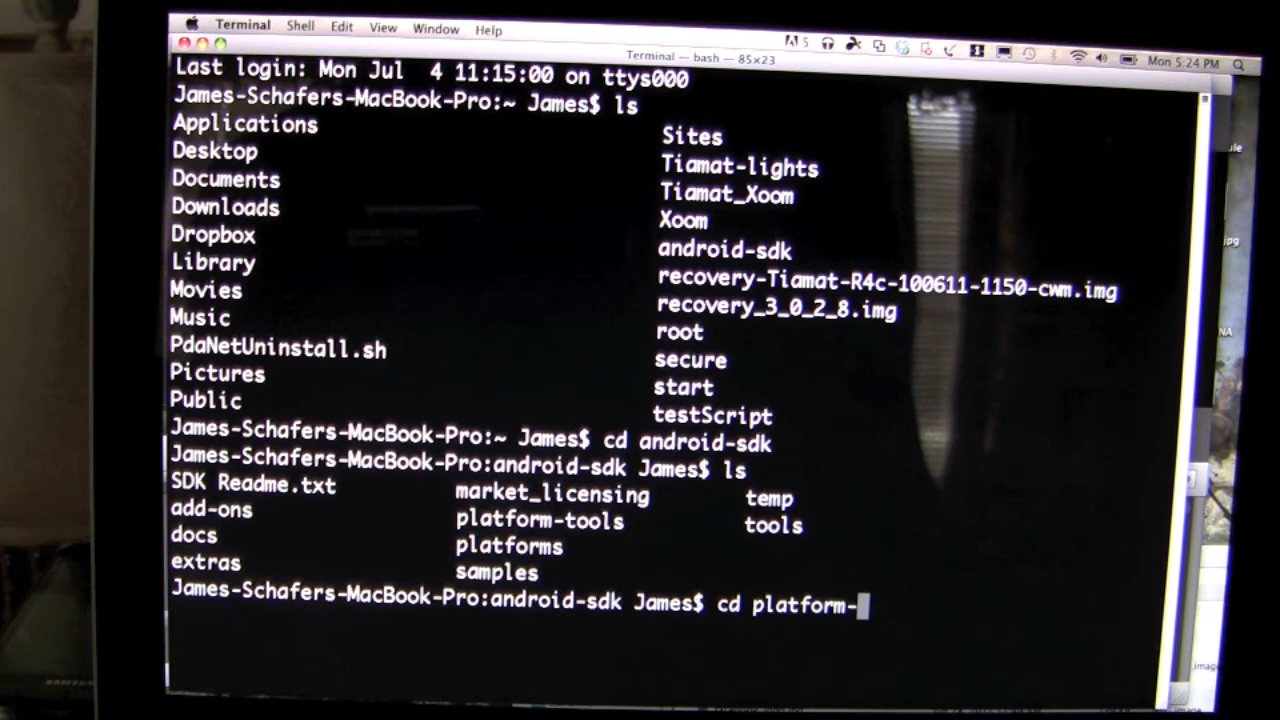 Terminal Shell Edit View Window Help 5 Mon 5:24 PM
Terminal — bash — 85×23
Last login: Mon Jul  4 11:15:00 on ttys000
James-Schafers-MacBook-Pro:~ James$ ls
Applications Sites
Desktop Tiamat-lights
Documents Tiamat_Xoom
Downloads Xoom
Dropbox android-sdk
Library recovery-Tiamat-R4c-100611-1150-cwm.img
Movies recovery_3_0_2_8.img
Music root
PdaNetUninstall.sh secure
Pictures start
Public testScript
James-Schafers-MacBook-Pro:~ James$ cd android-sdk
James-Schafers-MacBook-Pro:android-sdk James$ ls
SDK Readme.txt market_licensing temp
add-ons platform-tools tools
docs platforms
extras samples
James-Schafers-MacBook-Pro:android-sdk James$ cd platform-
SAMSUNG